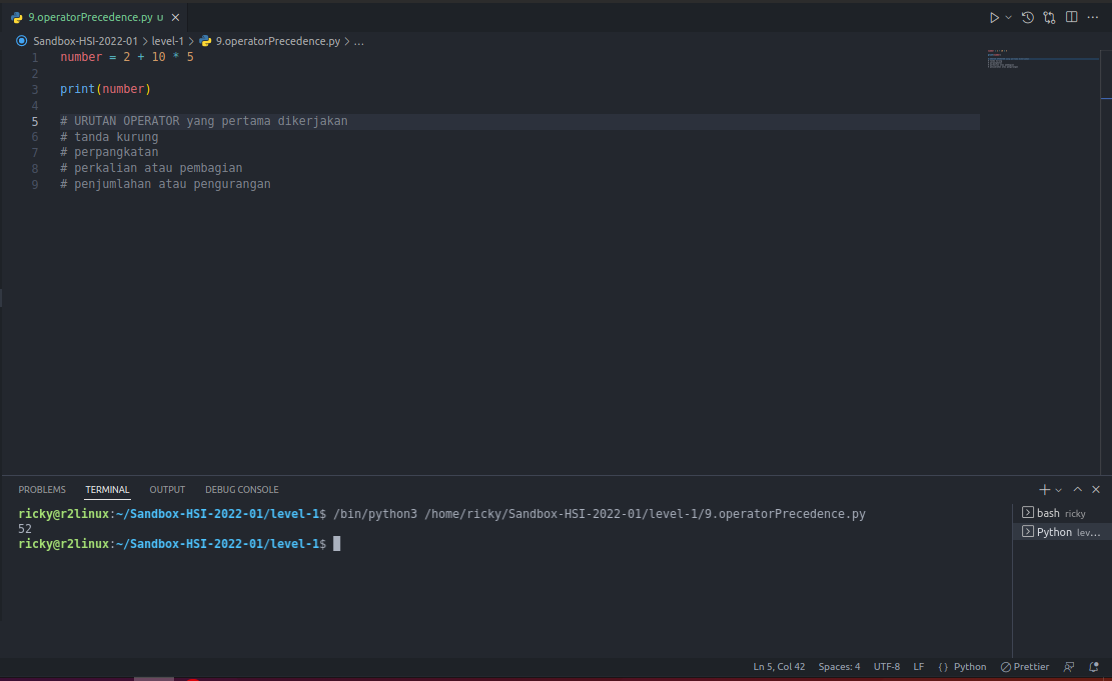 9.operatorPrecedence.py U
Sandbox-HSI-2022-01 > level-1 > 9.operatorPrecedence.py > ...
1 number = 2 + 10 * 5
2
3 print(number)
4
5 # URUTAN OPERATOR yang pertama dikerjakan
6 # tanda kurung
7 # perpangkatan
8 # perkalian atau pembagian
9 # penjumlahan atau pengurangan
PROBLEMS TERMINAL OUTPUT DEBUG CONSOLE
ricky@r2linux:~/Sandbox-HSI-2022-01/level-1$ /bin/python3 /home/ricky/Sandbox-HSI-2022-01/level-1/9.operatorPrecedence.py
52
ricky@r2linux:~/Sandbox-HSI-2022-01/level-1$
bash ricky
Python lev...
Ln 5, Col 42 Spaces: 4 UTF-8 LF {} Python Prettier